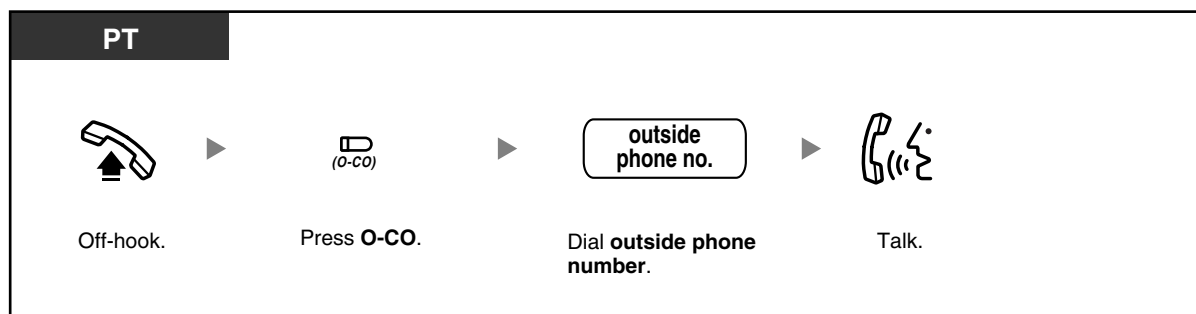 PT
(O-CO)
outside
phone no.
Off-hook.
Press O-CO.
Dial outside phone
number.
Talk.